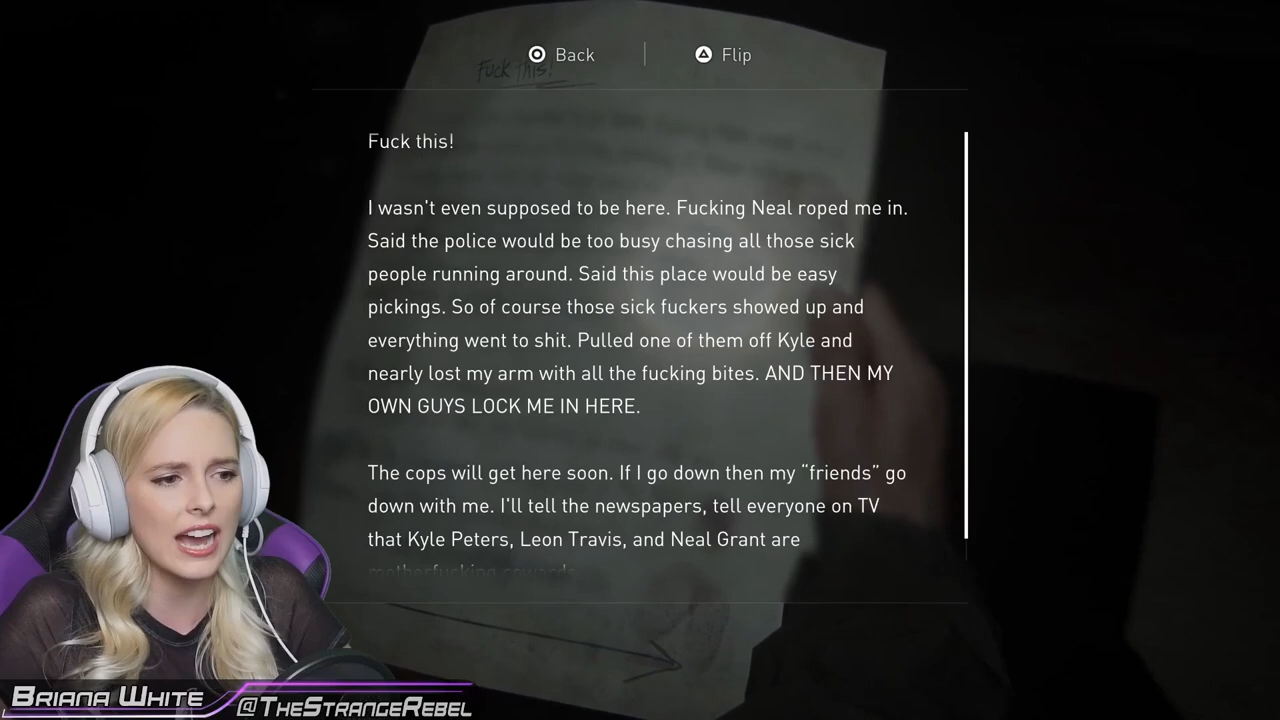 Back
Flip
Fuck this!
Fuck this!
I wasn't even supposed to be here. Fucking Neal roped me in.
Said the police would be too busy chasing all those sick
people running around. Said this place would be easy
pickings. So of course those sick fuckers showed up and
everything went to shit. Pulled one of them off Kyle and
nearly lost my arm with all the fucking bites. AND THEN MY
OWN GUYS LOCK ME IN HERE.
The cops will get here soon. If I go down then my “friends” go
down with me. I'll tell the newspapers, tell everyone on TV
that Kyle Peters, Leon Travis, and Neal Grant are
motherfucking cowards.
Briana White
@TheStrangeRebel